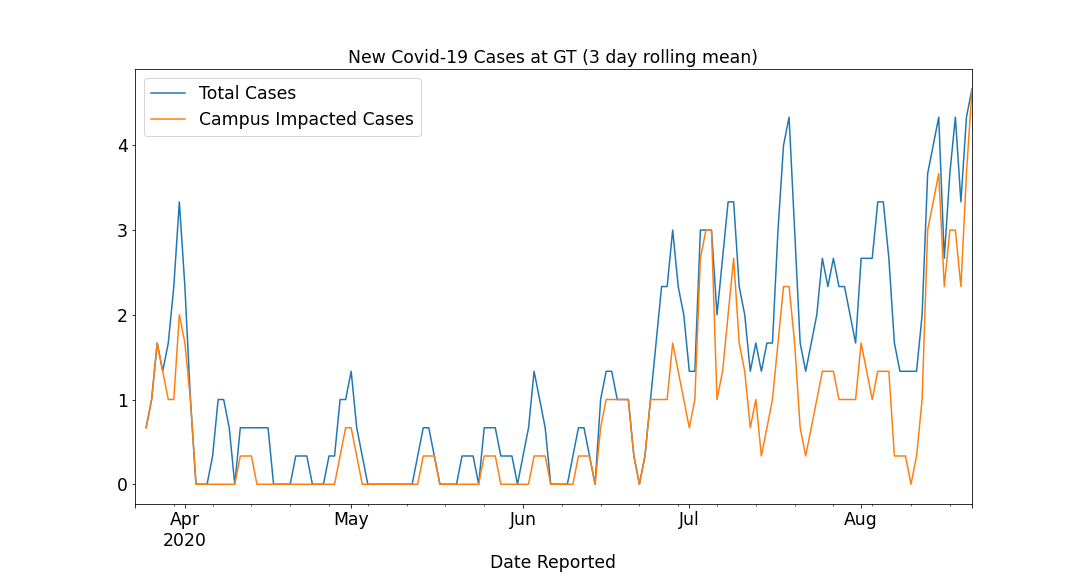 New Covid-19 Cases at GT (3 day rolling mean)
Total Cases
Campus Impacted Cases
4
3
2
1
0
Apr
2020
May
Jun
Jul
Aug
Date Reported